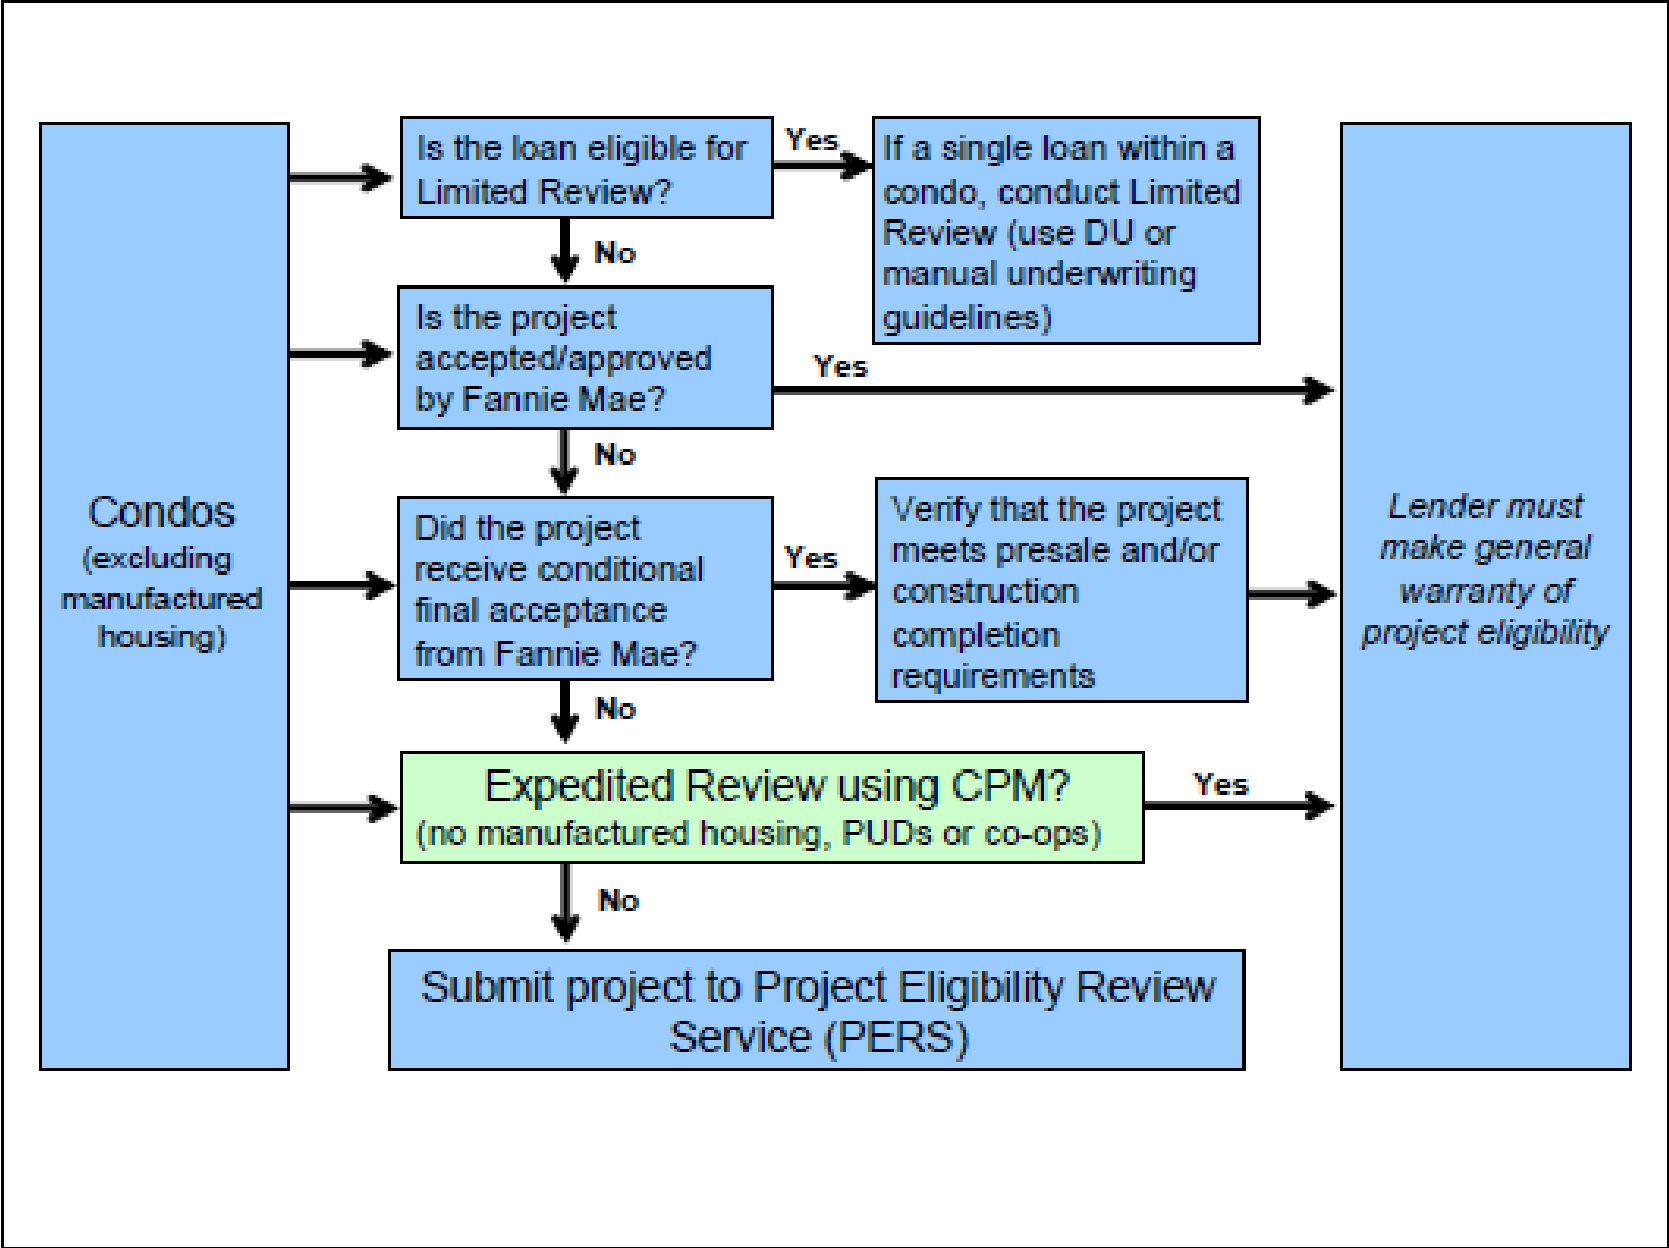 Condos
(excluding
manufactured
housing)
Is the loan eligible for
Limited Review?
Yes
If a single loan within a
condo, conduct Limited
Review (use DU or
manual underwriting
guidelines)
No
Is the project
accepted/approved
by Fannie Mae?
Yes
No
Did the project
receive conditional
final acceptance
from Fannie Mae?
Yes
Verify that the project
meets presale and/or
construction
completion
requirements
No
Expedited Review using CPM?
(no manufactured housing, PUDs or co-ops)
Yes
No
Submit project to Project Eligibility Review
Service (PERS)
Lender must
make general
warranty of
project eligibility